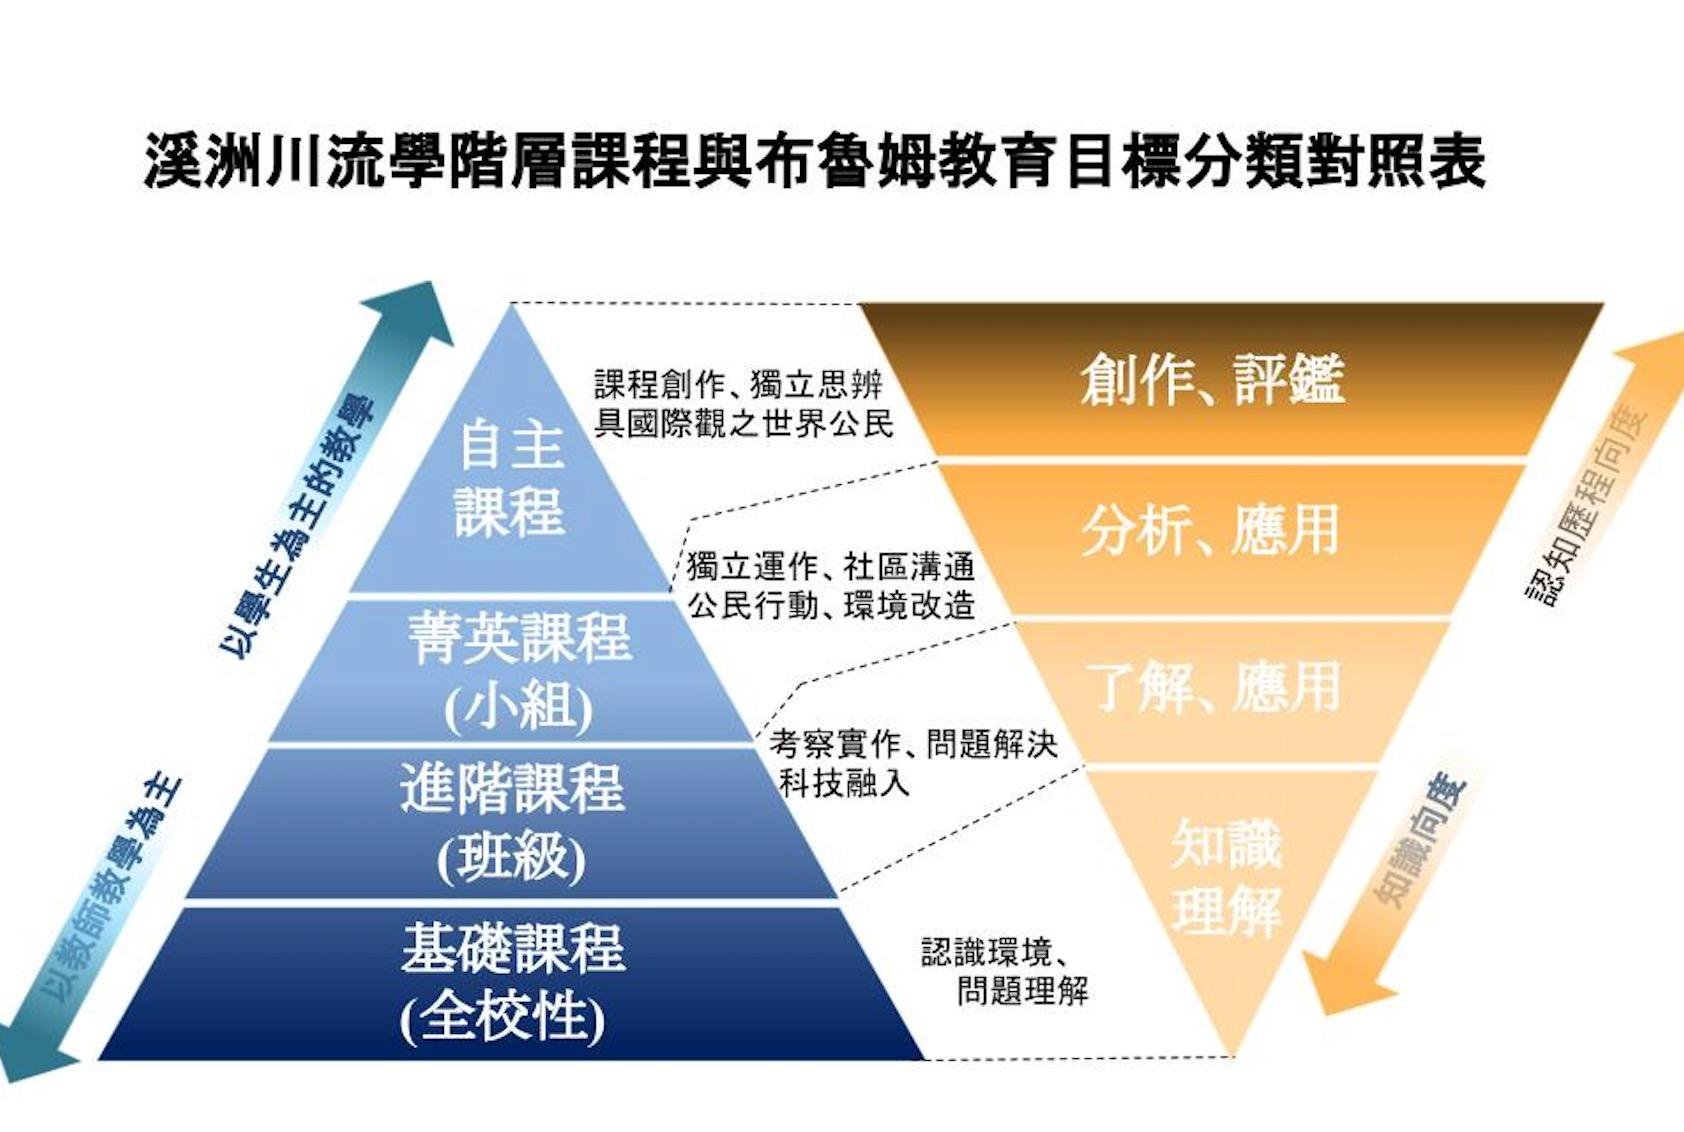 溪洲川流學階層課程與布魯姆教育目標分類對照表
以學生為主的教學
以教師教學為主
自主
課程
菁英課程
(小組)
進階課程
(班級)
基礎課程
(全校性)
課程創作、獨立思辨
具國際觀之世界公民
獨立運作、社區溝通
公民行動、環境改造
考察實作、問題解決
科技融入
認識環境、
問題理解
創作、評鑑
分析、應用
了解、應用
知識
理解
認知歷程向度
知識向度